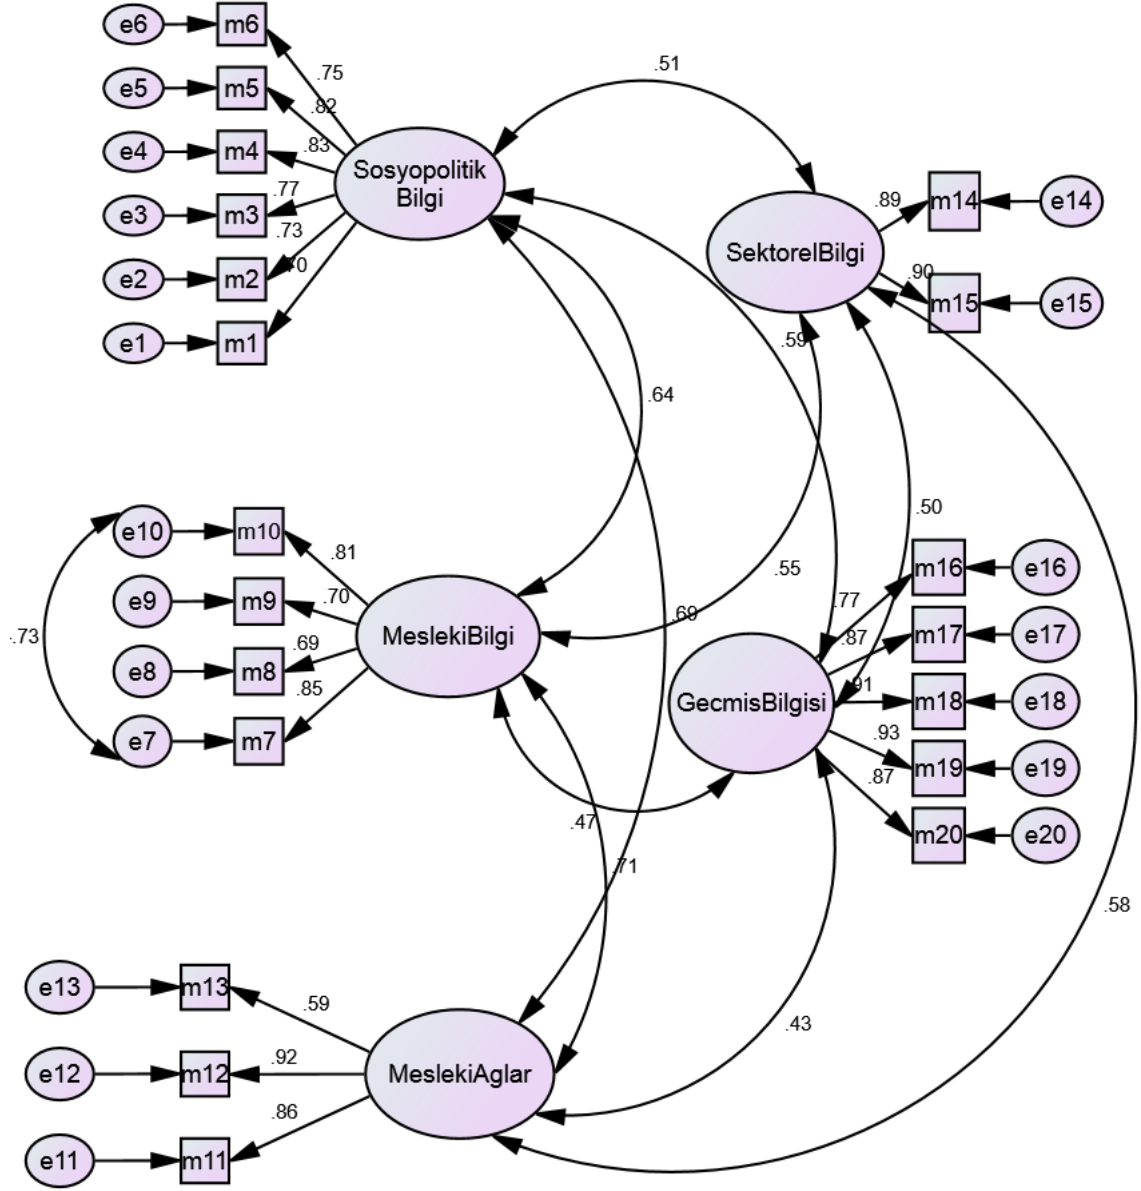 e6
m6
.75
.51
e5
m5
.82
e4
m4
.83
Sosyopolitik
Bilgi
.77
e3
m3
.73
e2
m2
e1
m1
.89
m14
e14
SektorelBilgi
.90
m15
e15
.59
.64
.50
e10
m10
.81
e9
m9
.70
-.73
e8
m8
.69
.85
e7
m7
MeslekiBilgi
.55
.69
.77
m16
e16
.87
m17
e17
GecmisBilgisi
.91
m18
e18
.93
m19
e19
.87
m20
e20
.47
.71
.58
e13
m13
.59
.43
e12
m12
.92
MeslekiAglar
.86
e11
m11